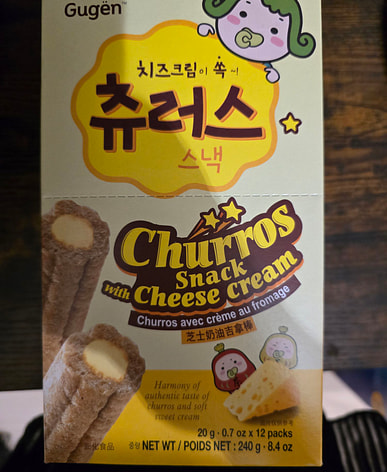 Gugen™
치즈크림이 쏙
츄러스
스낵
Churros
Snack
with Cheese Cream
Churros avec crème au fromage
芝士奶油吉拿棒
Harmony of
authentic taste of
churros and soft
sweet cream
20 g · 0.7 oz x 12 packs
NET WT / POIDS NET : 240 g · 8.4 oz